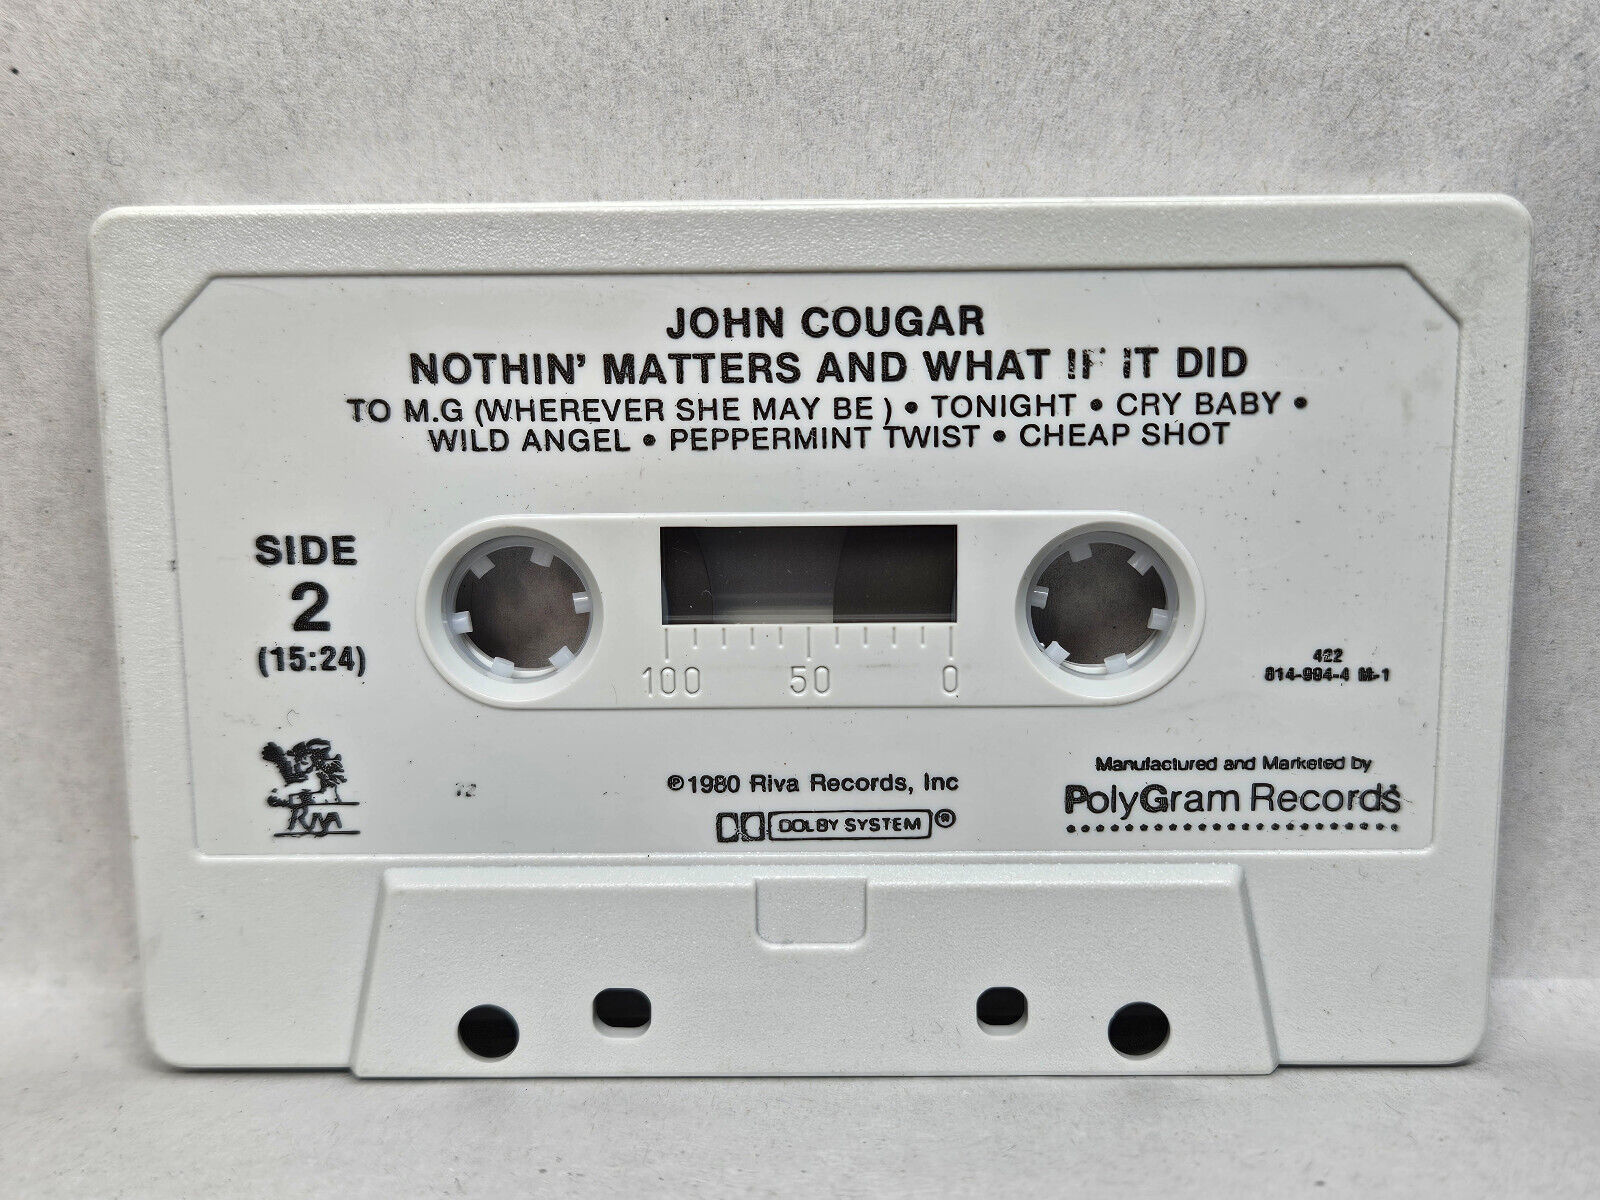 JOHN COUGAR
NOTHIN' MATTERS AND WHAT IF IT DID
TO M.G (WHEREVER SHE MAY BE ) • TONIGHT • CRY BABY •
WILD ANGEL • PEPPERMINT TWIST • CHEAP SHOT
SIDE
2
(15:24)
100 50 0
422
814-994-4 M-1
RIVA
12
℗1980 Riva Records, Inc
DOLBY SYSTEM ®
Manufactured and Marketed by
PolyGram Records